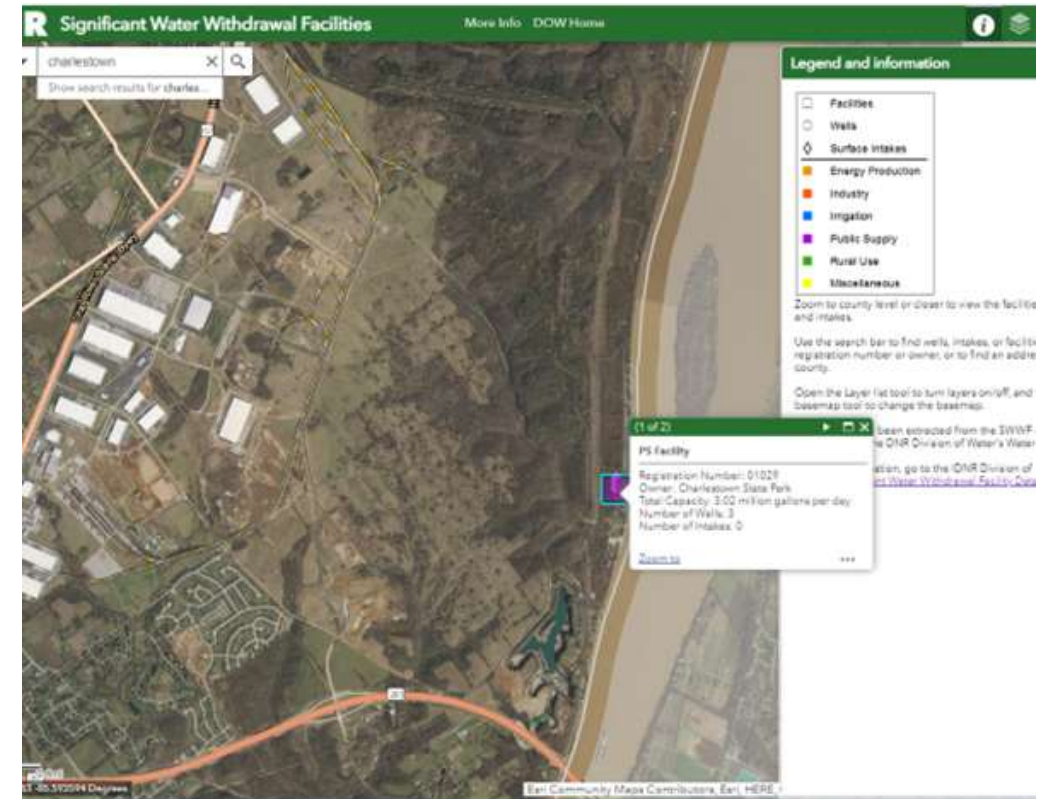 R Significant Water Withdrawal Facilities More Info DOW Home
charlestown
Show search results for charles...
Legend and information
Facilities
Wells
Surface Intakes
Energy Production
Industry
Irrigation
Public Supply
Rural Use
Miscellaneous
Zoom to county level or closer to view the faciliti
and intakes.
Use the search bar to find wells, intakes, or faciliti
registration number or owner, or to find an addre
county.
Open the Layer list tool to turn layers on/off, and
basemap tool to change the basemap.
been extracted from the SWWF
e DNR Division of Water's Water
ation, go to the IDNR Division of
nt Water Withdrawal Facility Data
(1 of 2)
PS Facility
Registration Number: 01029
Owner: Charlestown State Park
Total Capacity: 3.02 million gallons per day
Number of Wells: 3
Number of Intakes: 0
Zoom to
265
-85.592594 Degrees
Esri Community Maps Contributors, Esri, HERE,